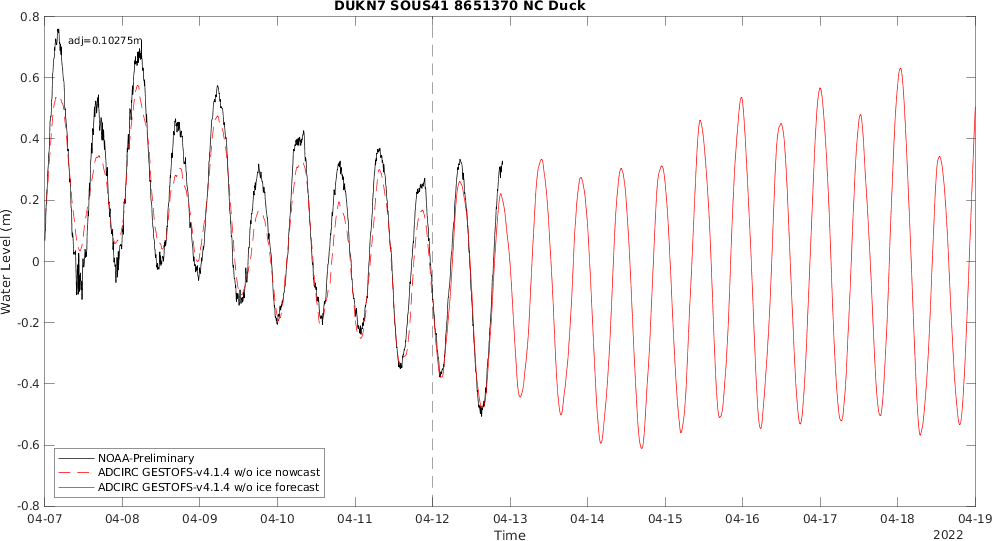 DUKN7 SOUS41 8651370 NC Duck
adj=0.10275m
Water Level (m)
0.8
0.6
0.4
0.2
0
-0.2
-0.4
-0.6
-0.8
NOAA-Preliminary
ADCIRC GESTOFS-v4.1.4 w/o ice nowcast
ADCIRC GESTOFS-v4.1.4 w/o ice forecast
04-07 04-08 04-09 04-10 04-11 04-12 04-13 04-14 04-15 04-16 04-17 04-18 04-19
Time
2022